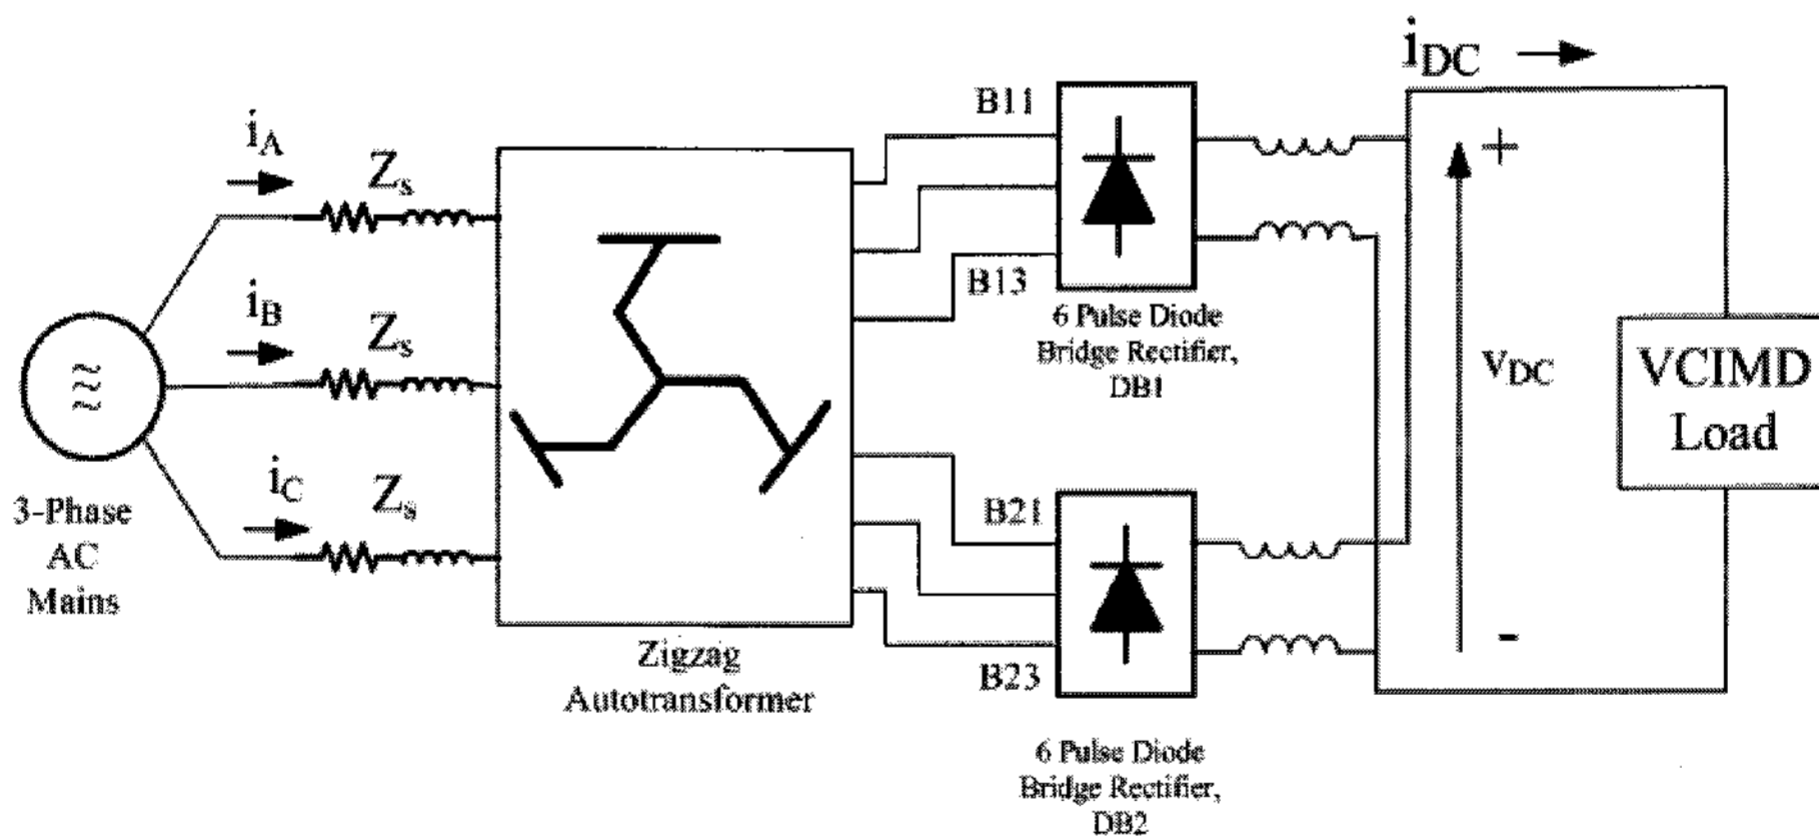 i_A
Z_s
i_B
Z_s
i_C
Z_s
≈
3-Phase
AC
Mains
Zigzag
Autotransformer
B11
B13
6 Pulse Diode
Bridge Rectifier,
DB1
B21
B23
6 Pulse Diode
Bridge Rectifier,
DB2
i_DC
+
v_DC
-
VCIMD
Load